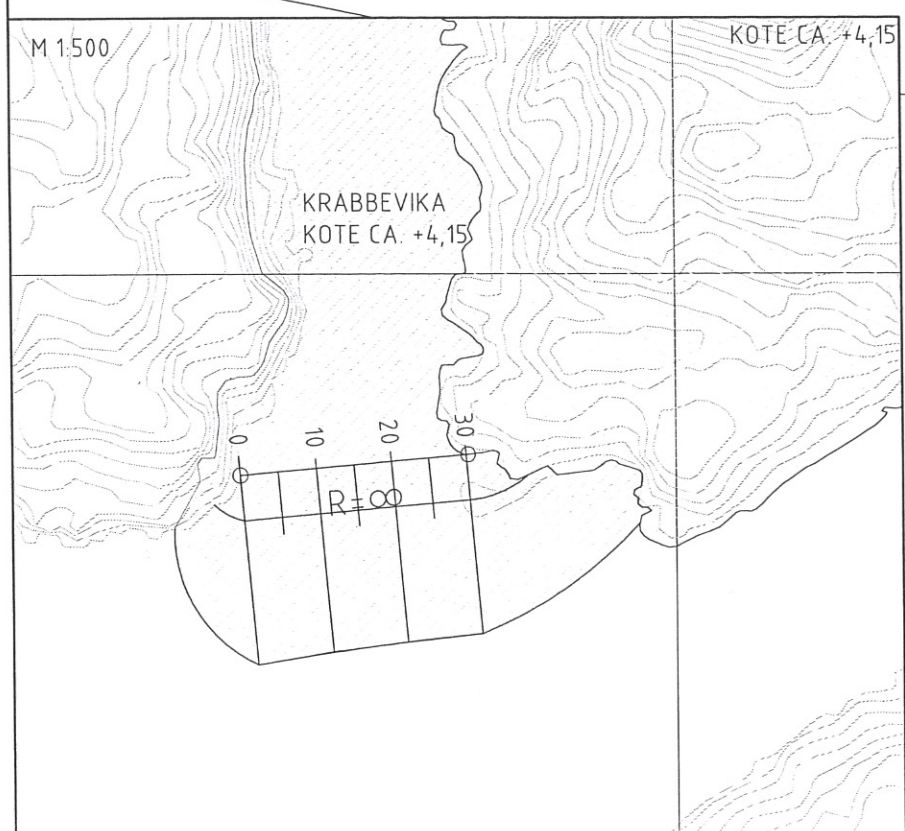 M 1:500
KOTE CA. +4,15
KRABBEVIKA
KOTE CA. +4,15
0
10
20
30
R=∞